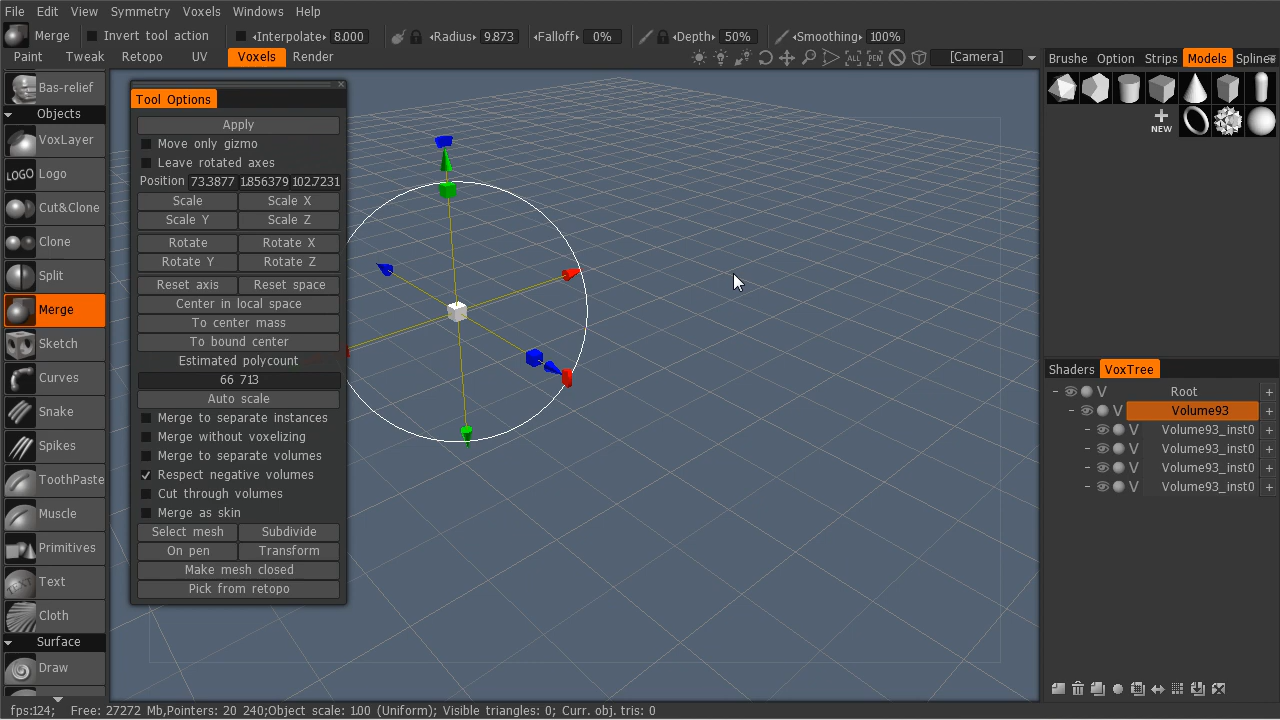 File Edit View Symmetry Voxels Windows Help
Merge Invert tool action Interpolate 8.000 Radius 9.873 Falloff 0% Depth 50% Smoothing 100%
Paint Tweak Retopo UV Voxels Render ALL PEN [Camera]
Brushe Option Strips Models Spline
NEW
Bas-relief
Objects
VoxLayer
LOGO Logo
Cut&Clone
Clone
Split
Merge
Sketch
Curves
Snake
Spikes
ToothPaste
Muscle
Primitives
TEXT Text
Cloth
Surface
Draw
Tool Options
Apply
Move only gizmo
Leave rotated axes
Position 73.3877 1.856379 102.7231
Scale Scale X
Scale Y Scale Z
Rotate Rotate X
Rotate Y Rotate Z
Reset axis Reset space
Center in local space
To center mass
To bound center
Estimated polycount
66 713
Auto scale
Merge to separate instances
Merge without voxelizing
Merge to separate volumes
Respect negative volumes
Cut through volumes
Merge as skin
Select mesh Subdivide
On pen Transform
Make mesh closed
Pick from retopo
Shaders VoxTree
V Root +
V Volume93 +
V Volume93_inst0 +
V Volume93_inst0 +
V Volume93_inst0 +
V Volume93_inst0 +
fps:124; Free: 27272 Mb,Pointers: 20 240;Object scale: 1.00 (Uniform); Visible triangles: 0; Curr. obj. tris: 0